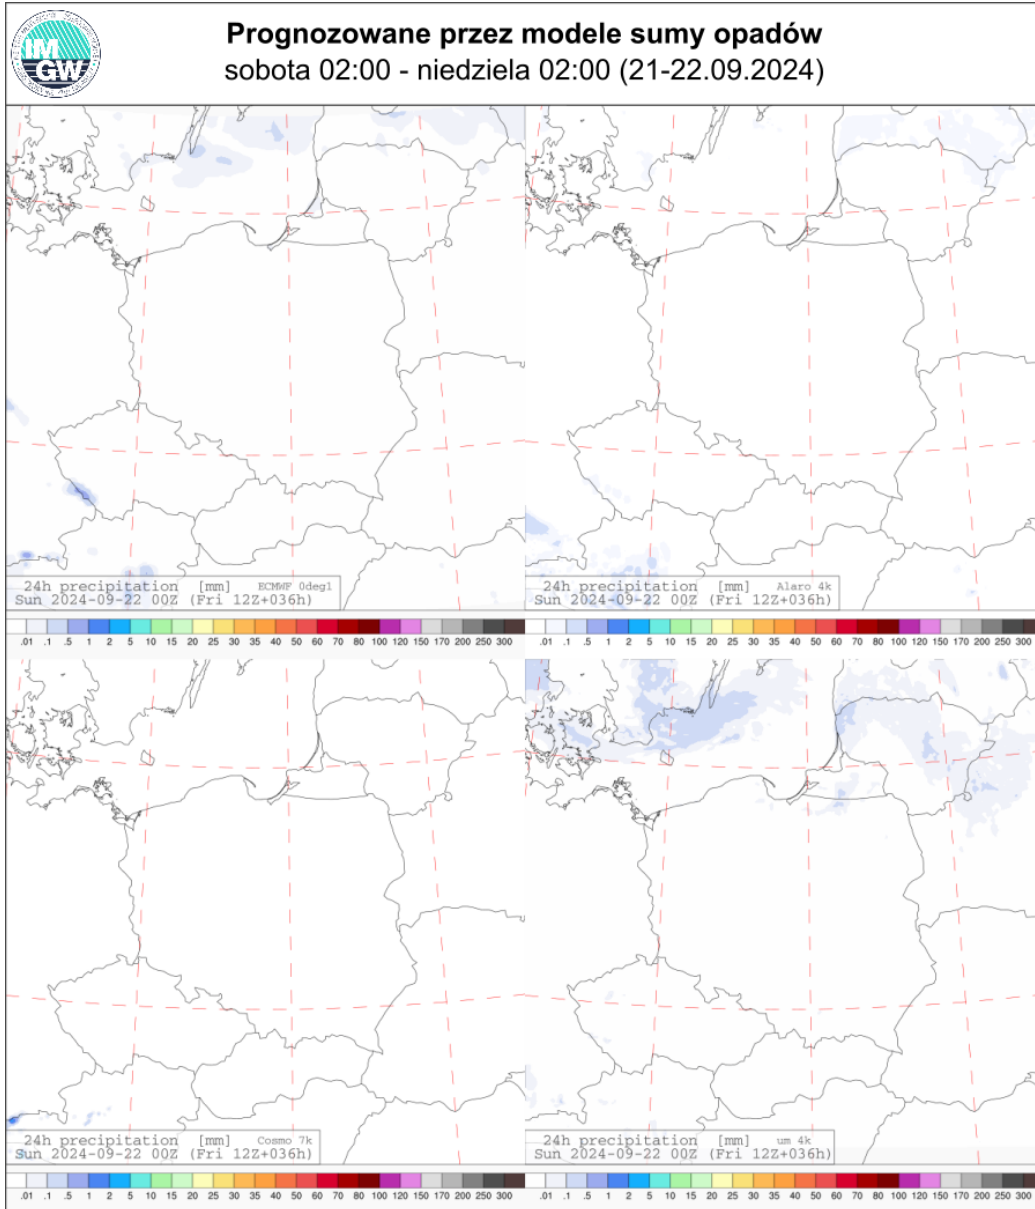 IM
GW
Prognozowane przez modele sumy opadów
sobota 02:00 - niedziela 02:00 (21-22.09.2024)
24h precipitation [mm] ECMWF 0deg1
Sun 2024-09-22 00Z (Fri 12Z+036h)
.01 .1 .5 1 2 5 10 15 20 25 30 35 40 50 60 70 80 100 120 150 170 200 250 300
24h precipitation [mm] Alaro 4k
Sun 2024-09-22 00Z (Fri 12Z+036h)
.01 .1 .5 1 2 5 10 15 20 25 30 35 40 50 60 70 80 100 120 150 170 200 250 300
24h precipitation [mm] Cosmo 7k
Sun 2024-09-22 00Z (Fri 12Z+036h)
.01 .1 .5 1 2 5 10 15 20 25 30 35 40 50 60 70 80 100 120 150 170 200 250 300
24h precipitation [mm] um 4k
Sun 2024-09-22 00Z (Fri 12Z+036h)
.01 .1 .5 1 2 5 10 15 20 25 30 35 40 50 60 70 80 100 120 150 170 200 250 300